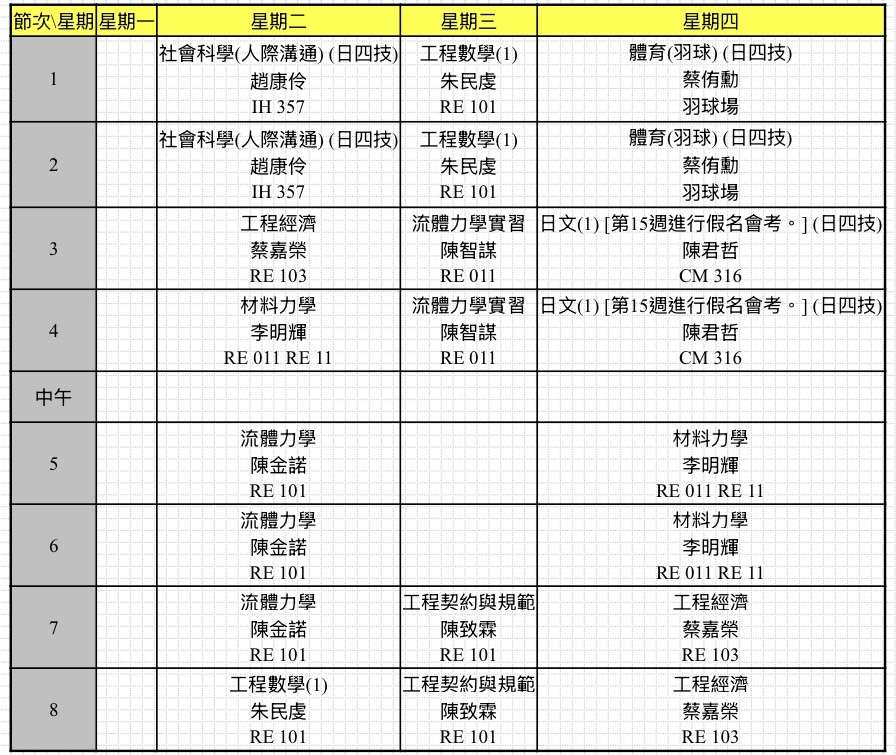 節次\星期 星期一 星期二 星期三 星期四
1
社會科學(人際溝通) (日四技)
趙康伶
IH 357
工程數學(1)
朱民虔
RE 101
體育(羽球) (日四技)
蔡侑勳
羽球場
2
社會科學(人際溝通) (日四技)
趙康伶
IH 357
工程數學(1)
朱民虔
RE 101
體育(羽球) (日四技)
蔡侑勳
羽球場
3
工程經濟
蔡嘉榮
RE 103
流體力學實習
陳智謀
RE 011
日文(1) [第15週進行假名會考。] (日四技)
陳君哲
CM 316
4
材料力學
李明輝
RE 011 RE 11
流體力學實習
陳智謀
RE 011
日文(1) [第15週進行假名會考。] (日四技)
陳君哲
CM 316
中午
5
流體力學
陳金諾
RE 101
材料力學
李明輝
RE 011 RE 11
6
流體力學
陳金諾
RE 101
材料力學
李明輝
RE 011 RE 11
7
流體力學
陳金諾
RE 101
工程契約與規範
陳致霖
RE 101
工程經濟
蔡嘉榮
RE 103
8
工程數學(1)
朱民虔
RE 101
工程契約與規範
陳致霖
RE 101
工程經濟
蔡嘉榮
RE 103